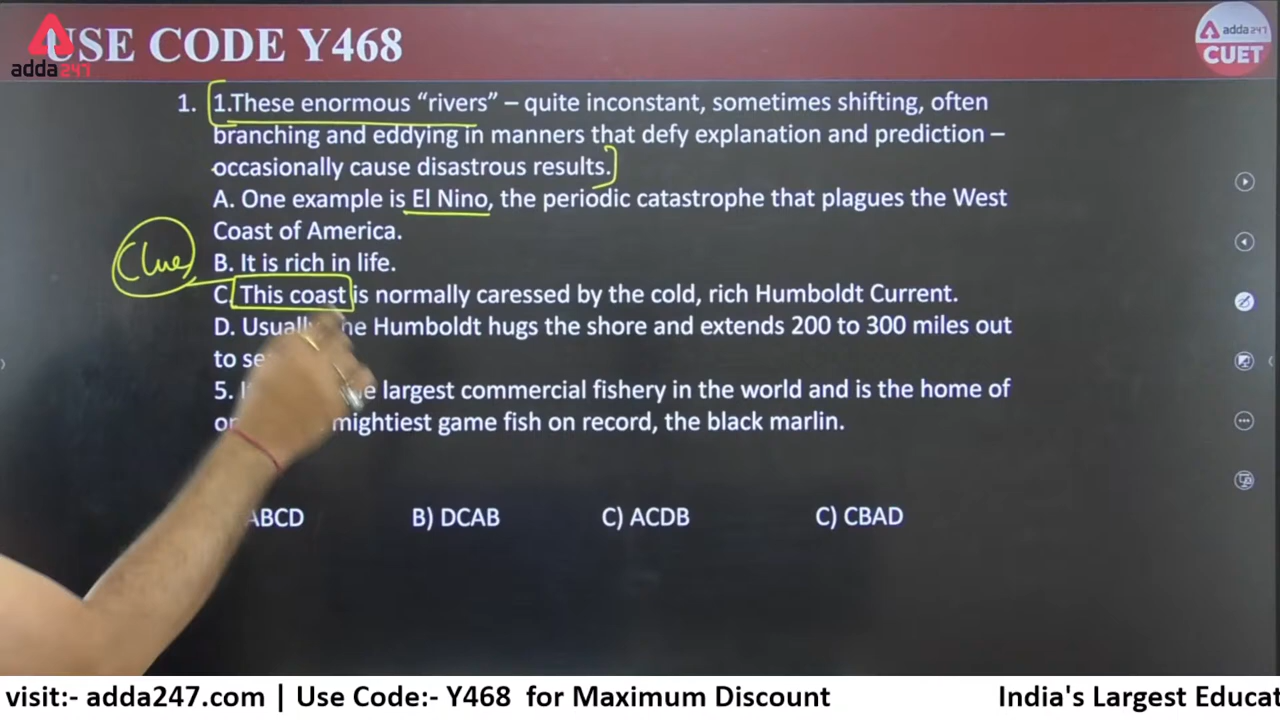 USE CODE Y468
adda247
adda247
CUET
1. 1.These enormous “rivers” – quite inconstant, sometimes shifting, often
branching and eddying in manners that defy explanation and prediction –
occasionally cause disastrous results.
A. One example is El Nino, the periodic catastrophe that plagues the West
Coast of America.
Clue
B. It is rich in life.
C. This coast is normally caressed by the cold, rich Humboldt Current.
D. Usually the Humboldt hugs the shore and extends 200 to 300 miles out
to
5. largest commercial fishery in the world and is the home of
mightiest game fish on record, the black marlin.
ABCD B) DCAB C) ACDB C) CBAD
visit:- adda247.com | Use Code:- Y468 for Maximum Discount India's Largest